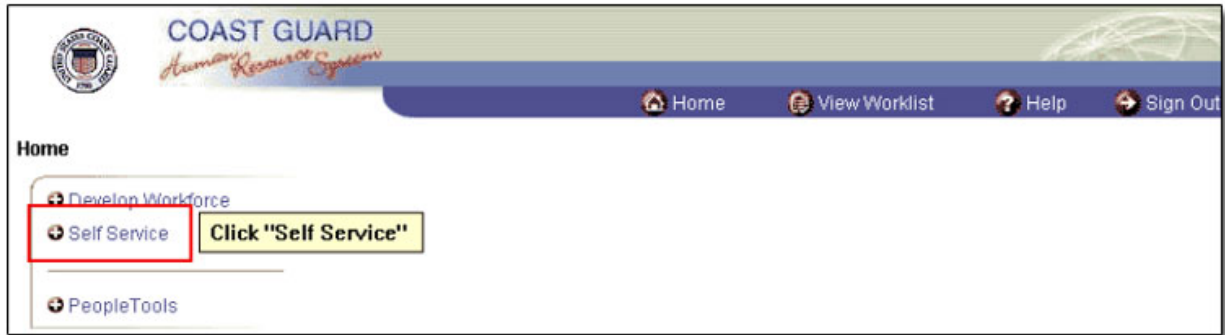 COAST GUARD
Human Resource System
Home View Worklist Help Sign Out
Home
Develop Workforce
Self Service Click "Self Service"
PeopleTools